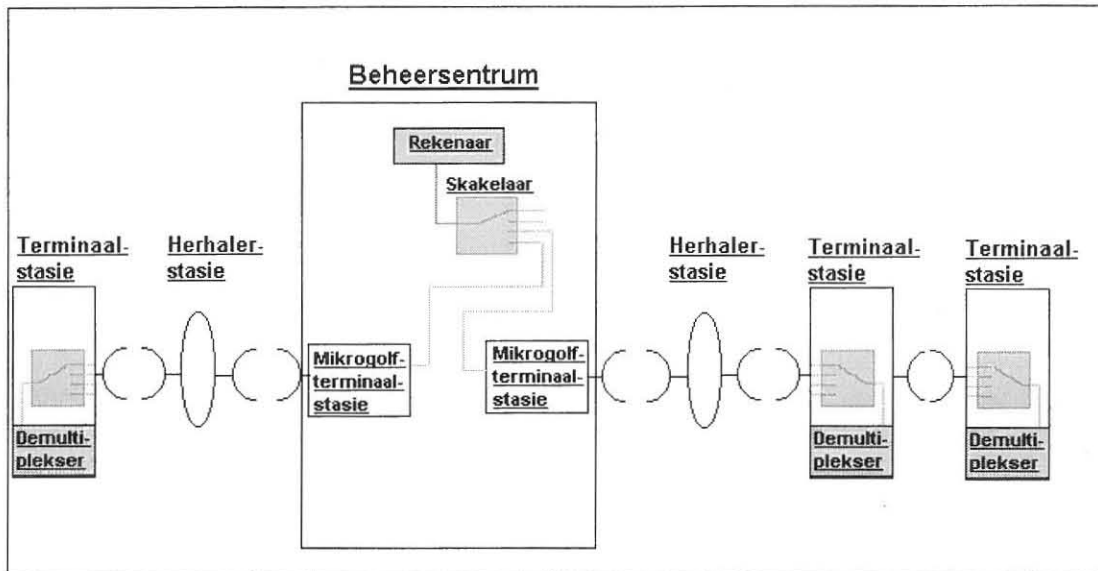 Beheersentrum
Rekenaar
Skakelaar
Terminaal-
stasie
Herhaler-
stasie
Herhaler-
stasie
Terminaal-
stasie
Terminaal-
stasie
Mikrogolf-
terminaal-
stasie
Mikrogolf-
terminaal-
stasie
Demulti-
plekser
Demulti-
plekser
Demulti-
plekser